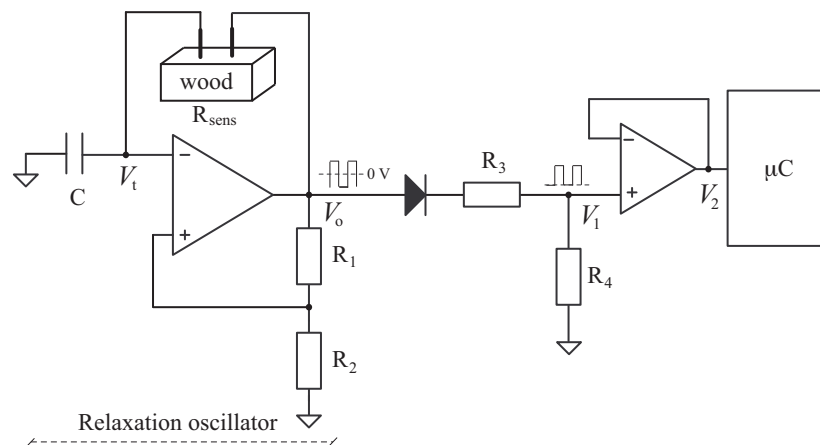 wood
R_sens
−
+
C
V_t
0 V
V_o
R_1
R_2
R_3
V_1
R_4
−
+
V_2
μC
Relaxation oscillator